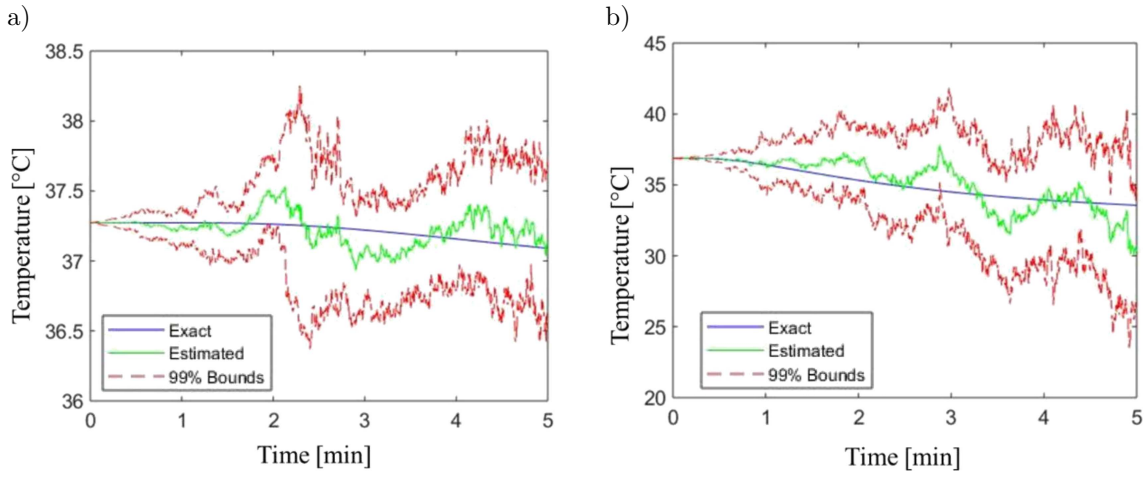 a)
38.5
38
37.5
37
36.5
36
0
1
2
3
4
5
Temperature [°C]
Time [min]
Exact
Estimated
99% Bounds
b)
45
40
35
30
25
20
0
1
2
3
4
5
Temperature [°C]
Time [min]
Exact
Estimated
99% Bounds